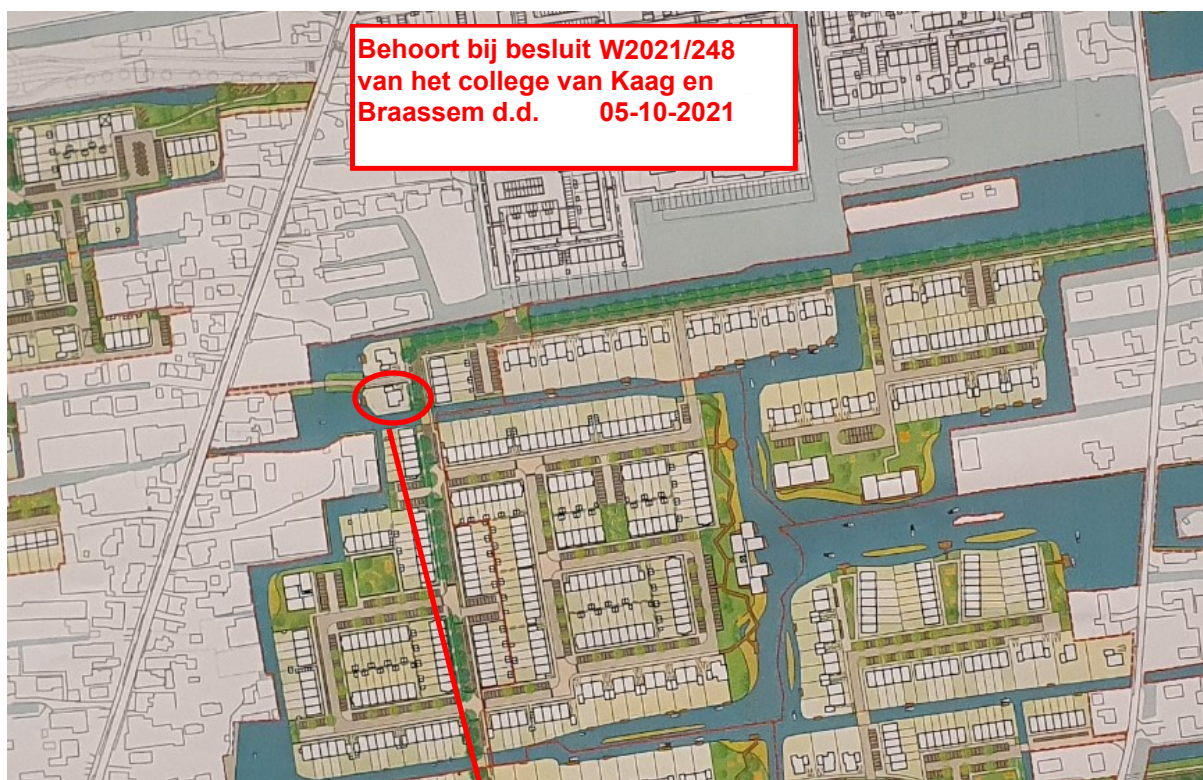 Behoort bij besluit W2021/248
van het college van Kaag en
Braassem d.d. 05-10-2021